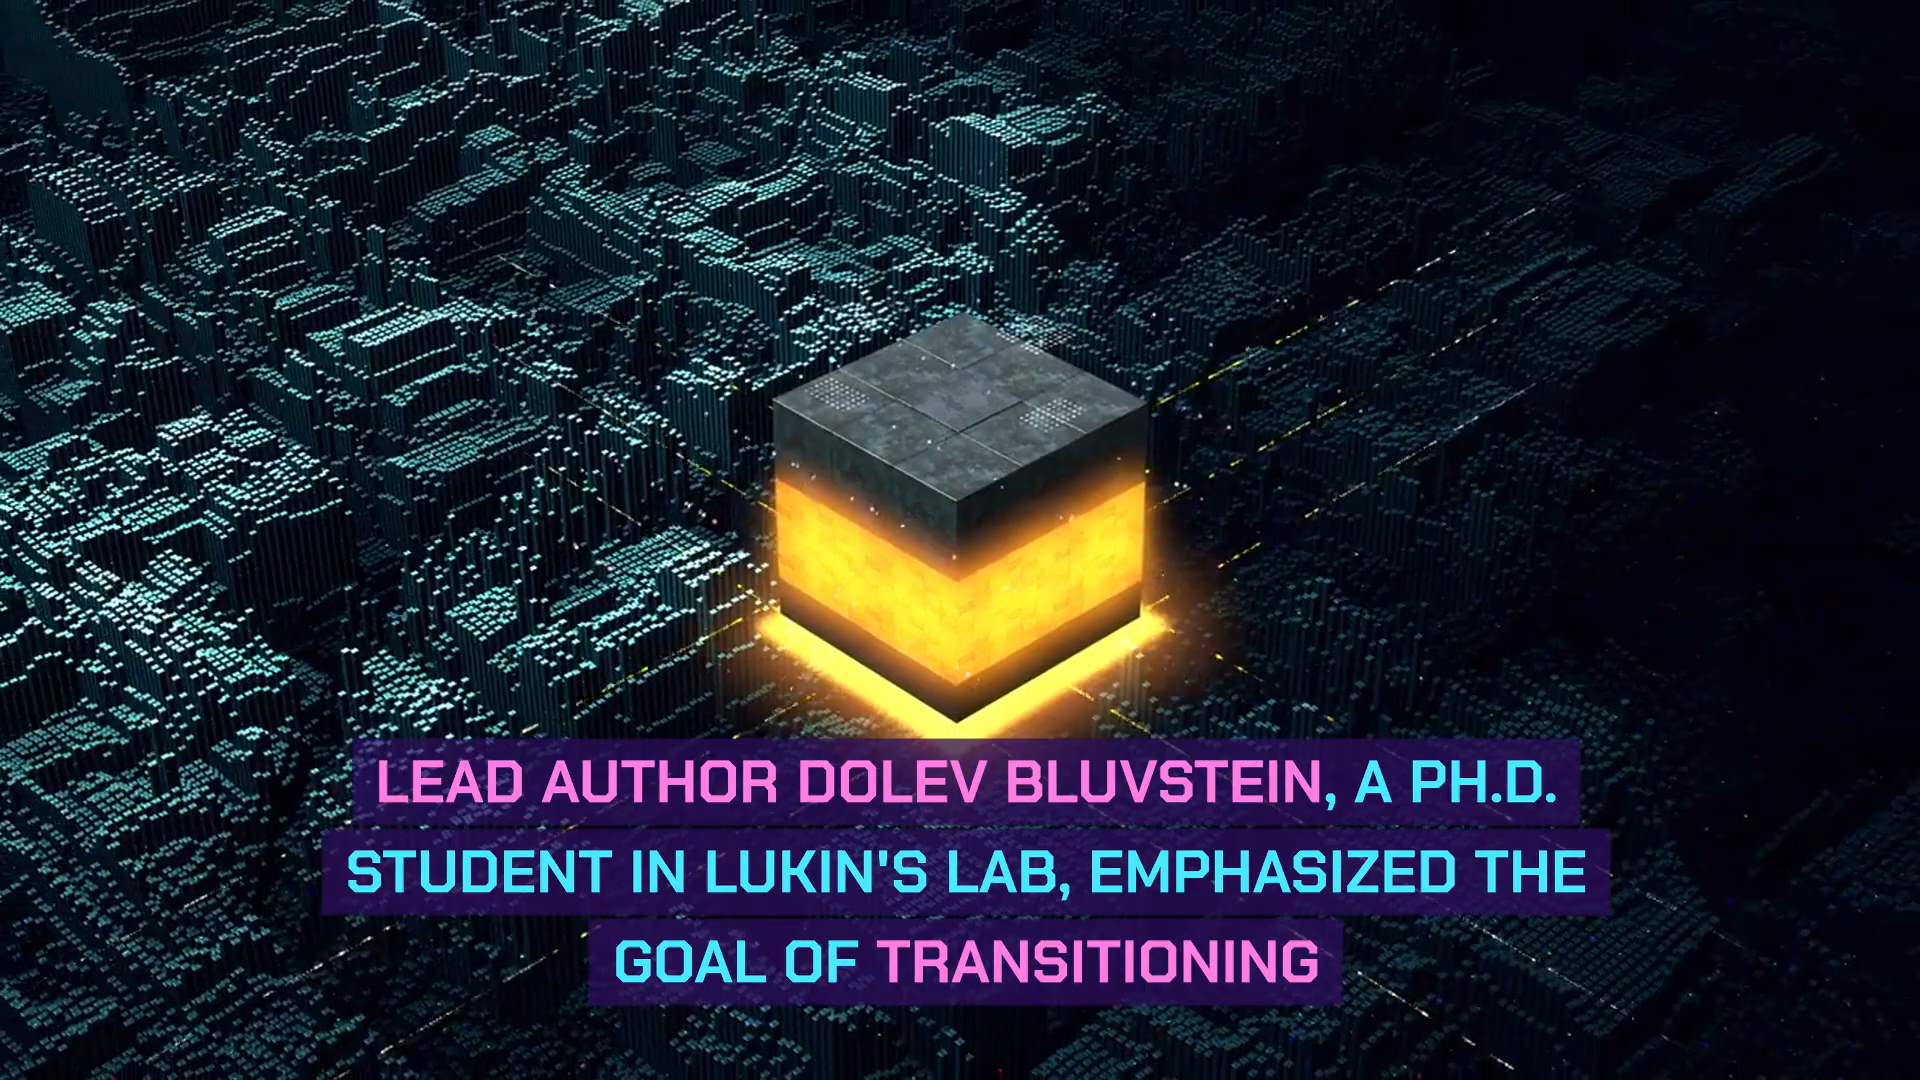 LEAD AUTHOR DOLEV BLUVSTEIN, A PH.D.
STUDENT IN LUKIN'S LAB, EMPHASIZED THE
GOAL OF TRANSITIONING